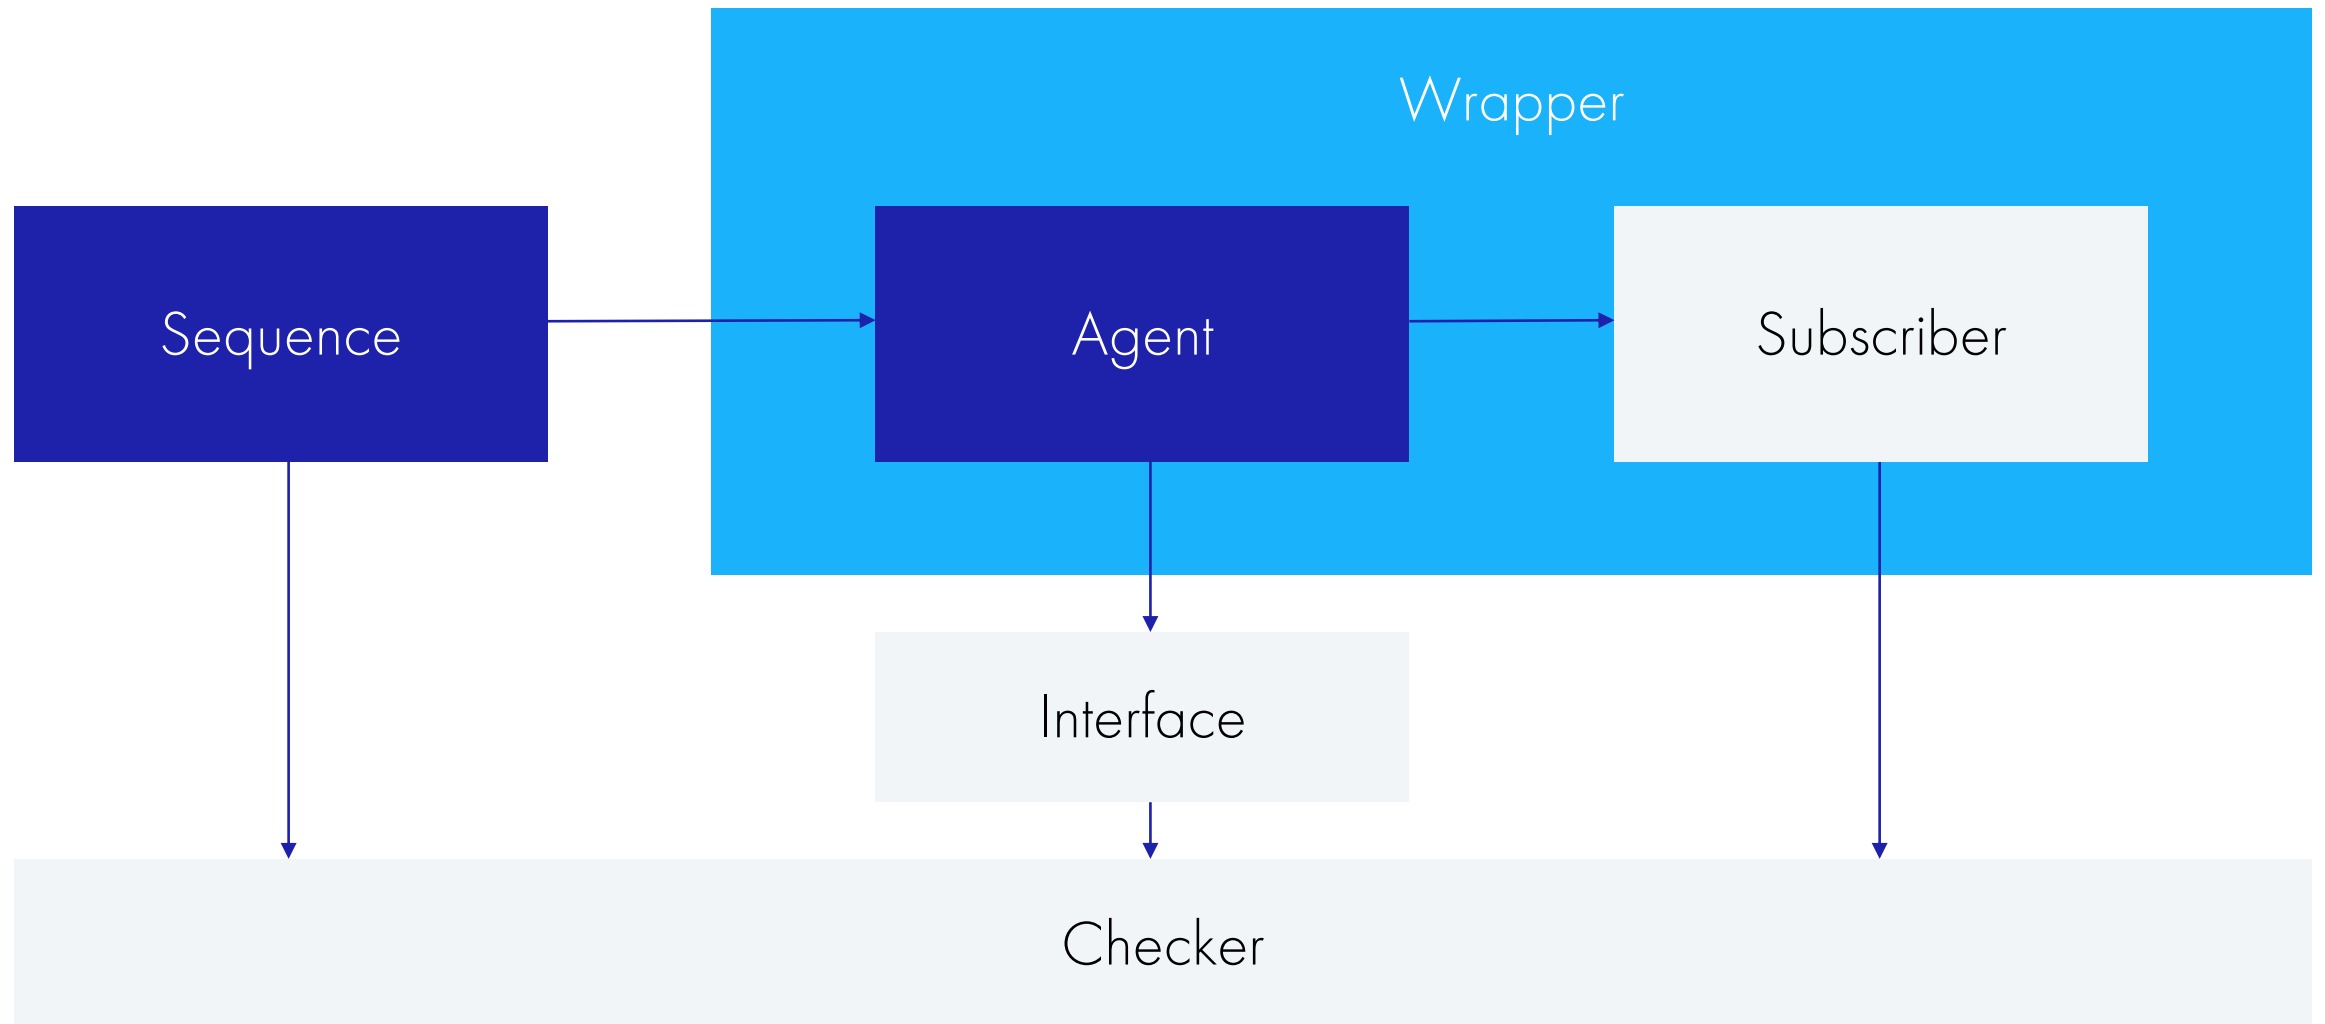 Wrapper
Sequence
Agent
Subscriber
Interface
Checker